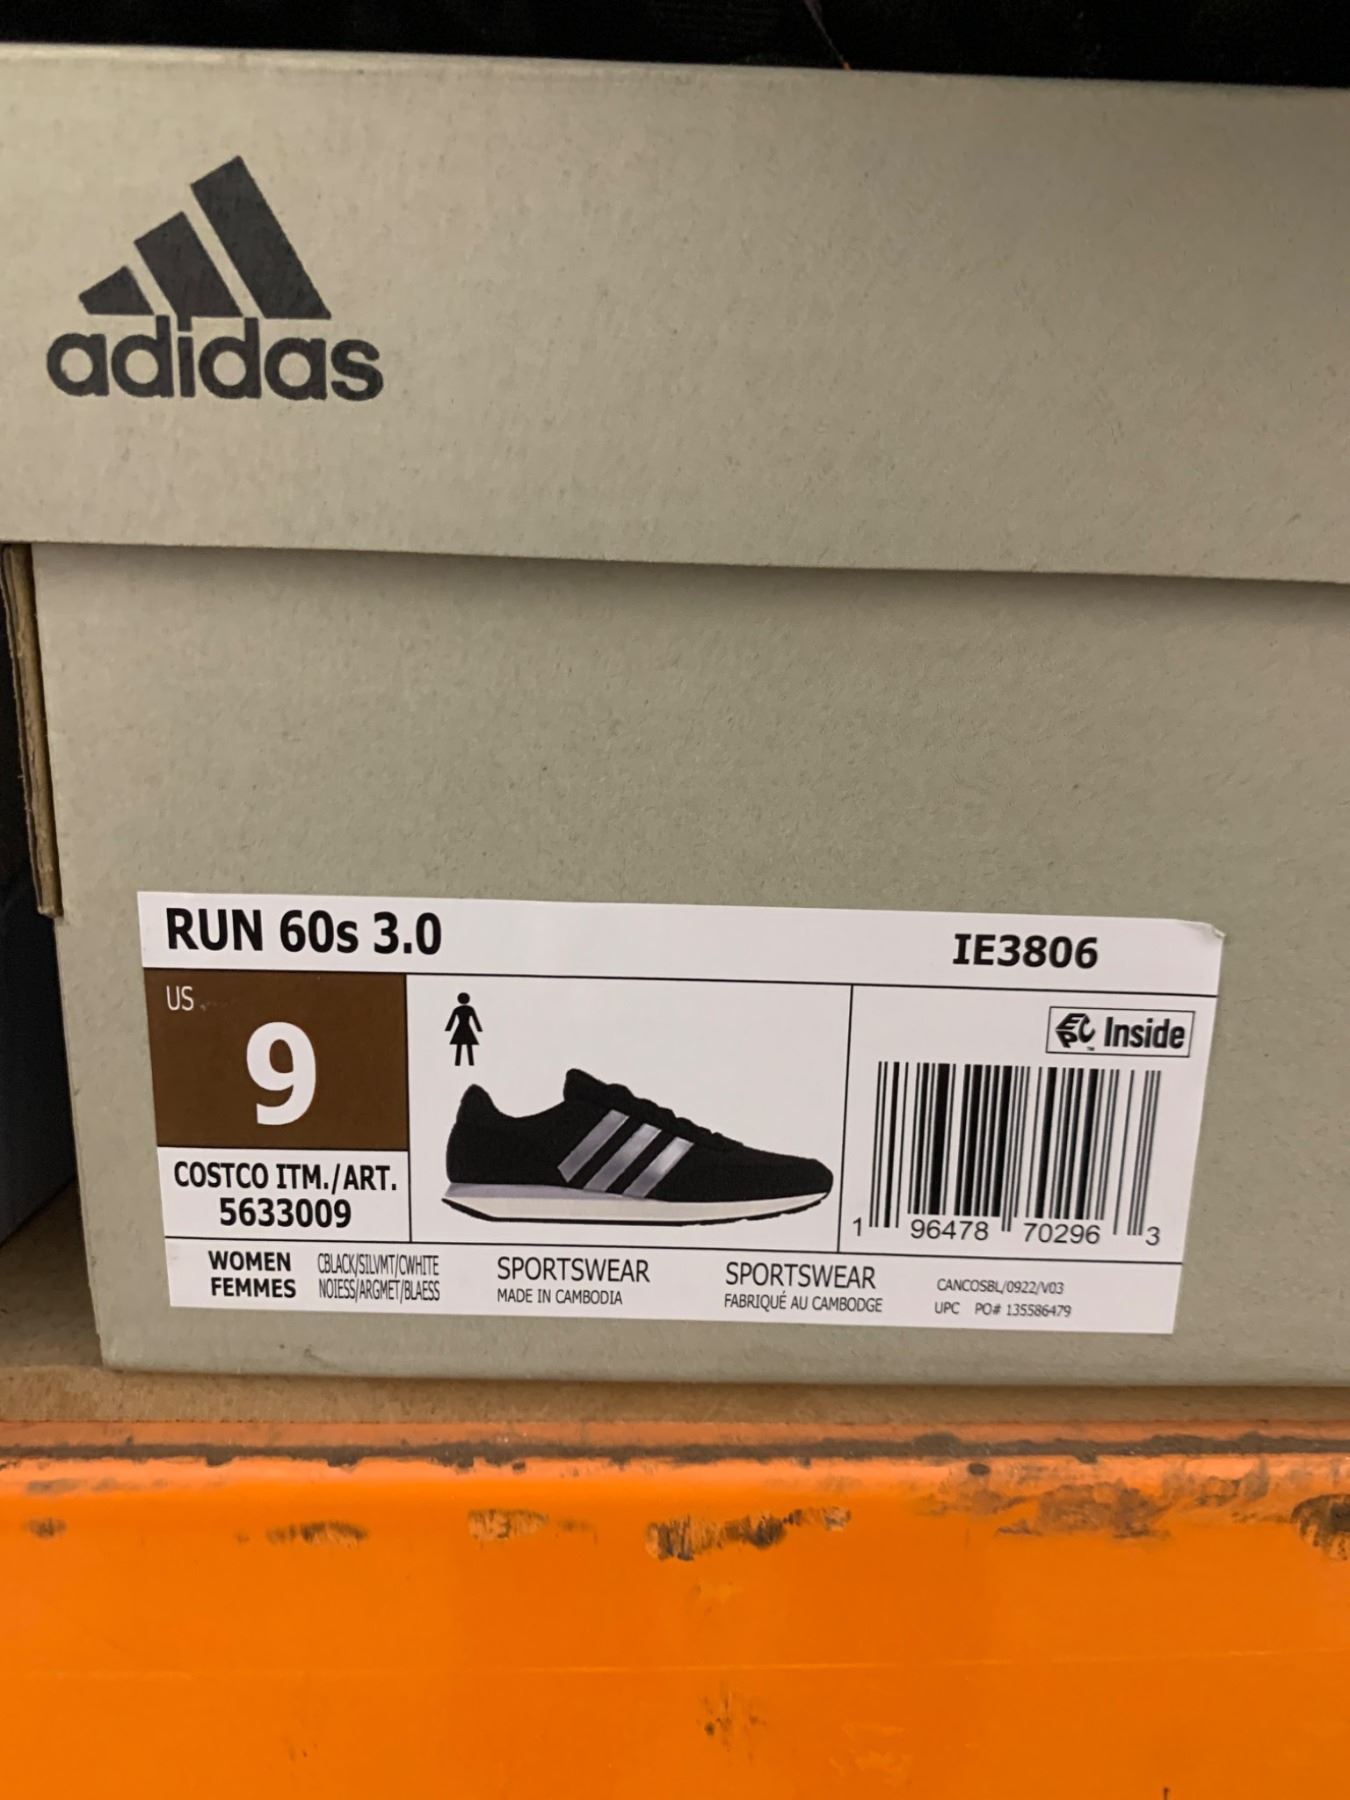 adidas
RUN 60s 3.0
IE3806
US
9
EPC Inside
COSTCO ITM./ART.
5633009
1 96478 70296 3
WOMEN CBLACK/SILVMT/CWHITE
FEMMES NOIESS/ARGMET/BLAESS
SPORTSWEAR
MADE IN CAMBODIA
SPORTSWEAR
FABRIQUÉ AU CAMBODGE
CANCOSBL/0922/V03
UPC PO# 135586479